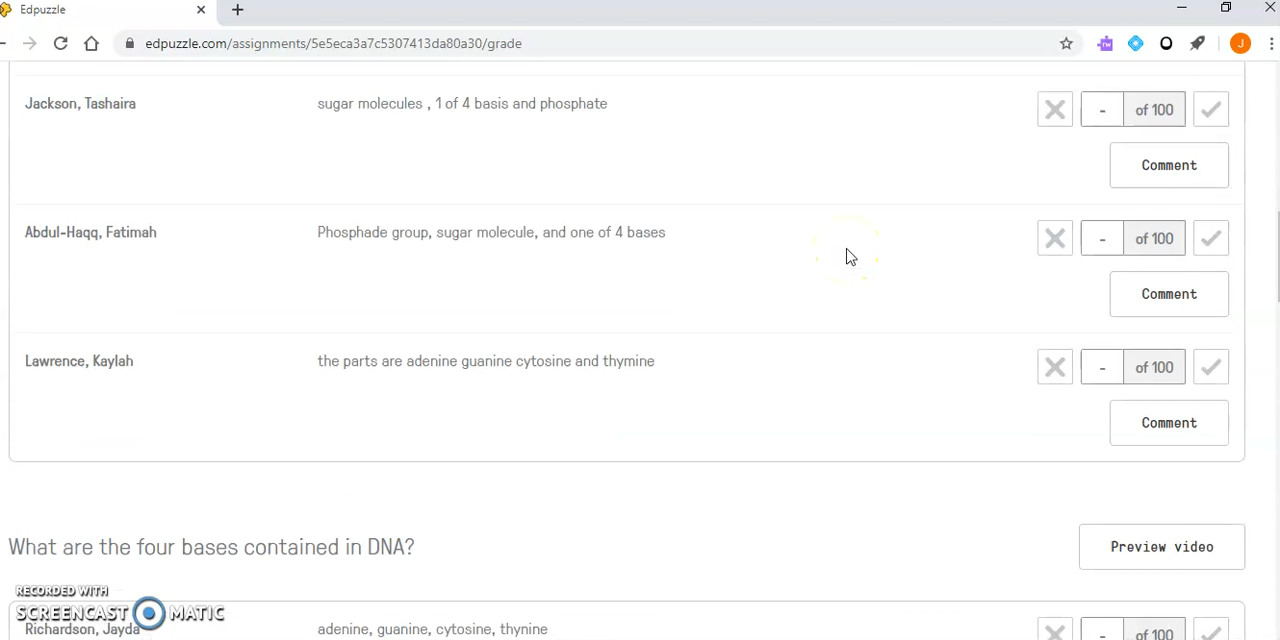 Edpuzzle
edpuzzle.com/assignments/5e5eca3a7c5307413da80a30/grade
J
Jackson, Tashaira sugar molecules , 1 of 4 basis and phosphate - of 100
Comment
Abdul-Haqq, Fatimah Phosphade group, sugar molecule, and one of 4 bases - of 100
Comment
Lawrence, Kaylah the parts are adenine guanine cytosine and thymine - of 100
Comment
What are the four bases contained in DNA? Preview video
RECORDED WITH
SCREENCAST MATIC
Richardson, Jayda adenine, guanine, cytosine, thynine - of 100